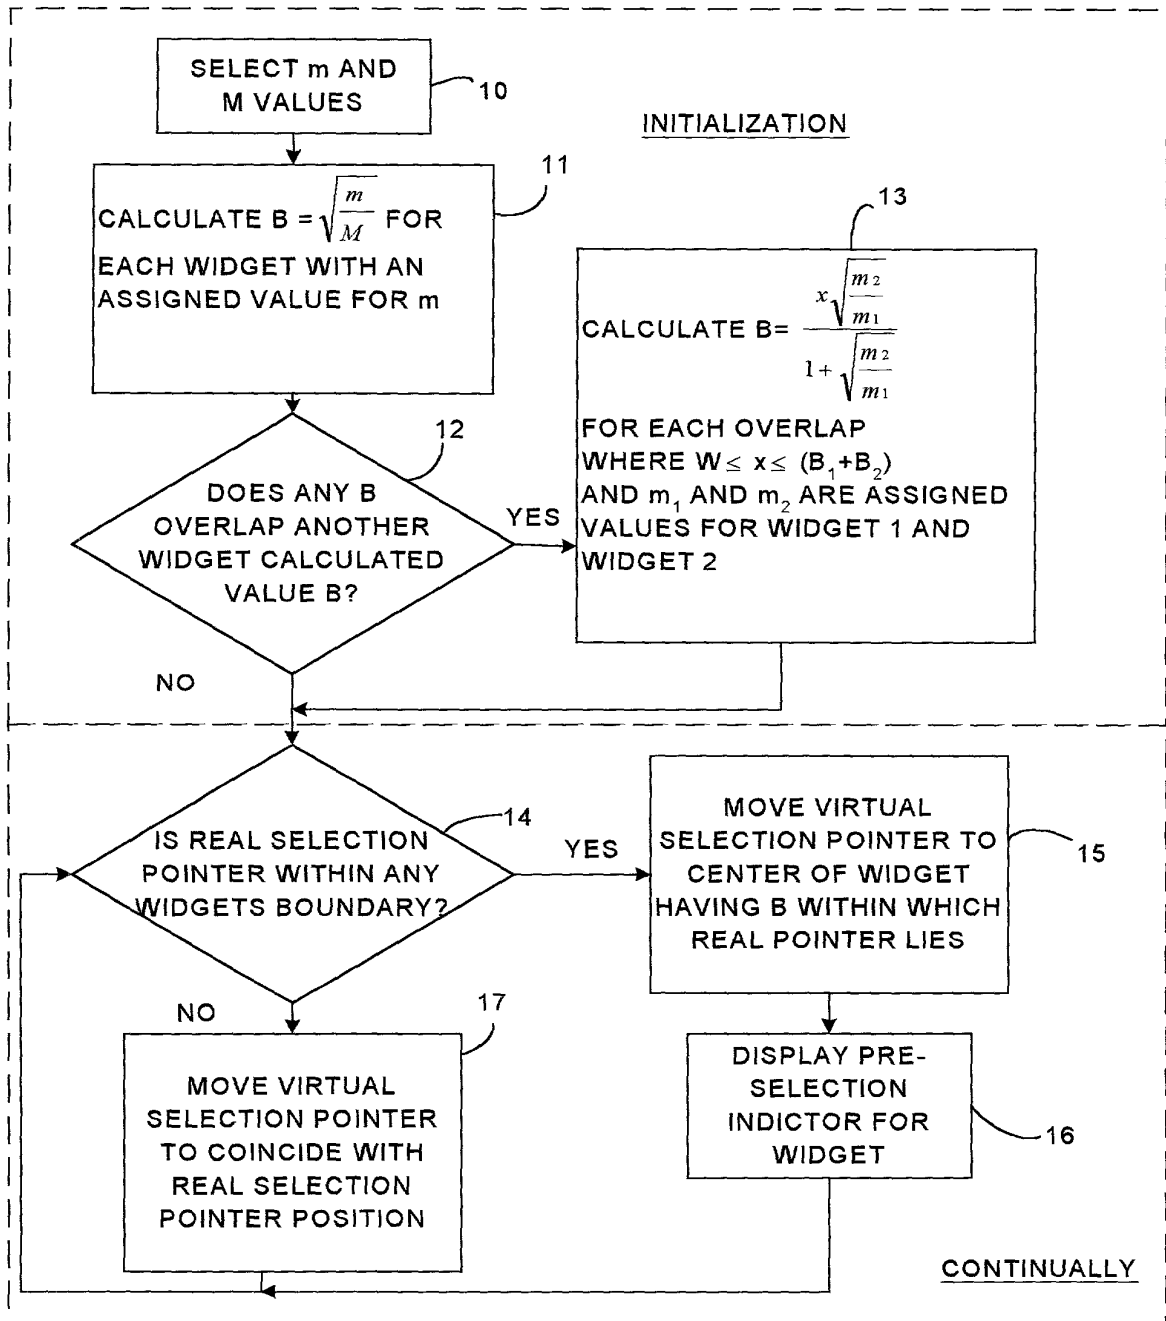 SELECT m AND
M VALUES
10
INITIALIZATION
11
CALCULATE B = √(m/M) FOR
EACH WIDGET WITH AN
ASSIGNED VALUE FOR m
13
CALCULATE B= x√(m2/m1) / 1+√(m2/m1)
FOR EACH OVERLAP
WHERE W ≤ x ≤ (B1+B2)
AND m1 AND m2 ARE ASSIGNED
VALUES FOR WIDGET 1 AND
WIDGET 2
12
DOES ANY B
OVERLAP ANOTHER
WIDGET CALCULATED
VALUE B?
YES
NO
14
IS REAL SELECTION
POINTER WITHIN ANY
WIDGETS BOUNDARY?
YES
NO
MOVE VIRTUAL
SELECTION POINTER TO
CENTER OF WIDGET
HAVING B WITHIN WHICH
REAL POINTER LIES
15
17
MOVE VIRTUAL
SELECTION POINTER
TO COINCIDE WITH
REAL SELECTION
POINTER POSITION
DISPLAY PRE-
SELECTION
INDICTOR FOR
WIDGET
16
CONTINUALLY